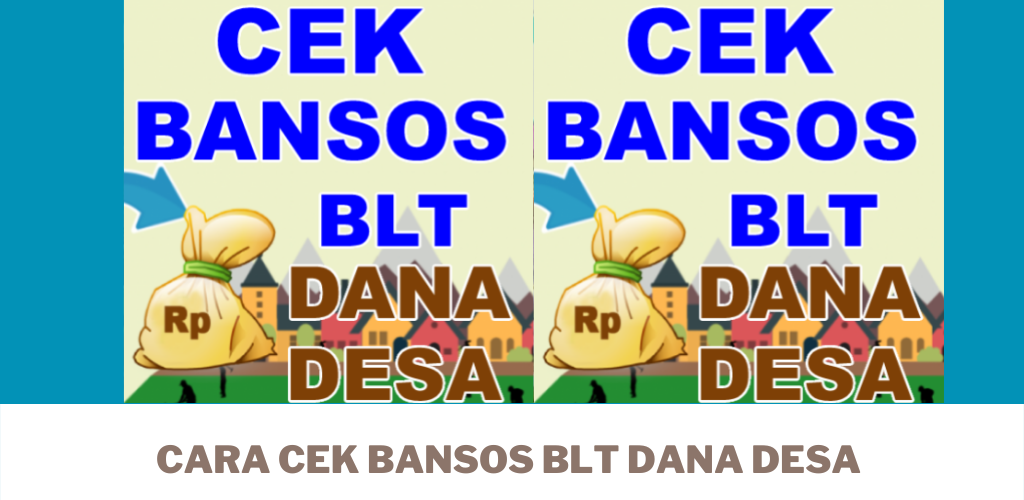 CEK
BANSOS
BLT
DANA
DESA
Rp
CEK
BANSOS
BLT
DANA
DESA
Rp
CARA CEK BANSOS BLT DANA DESA